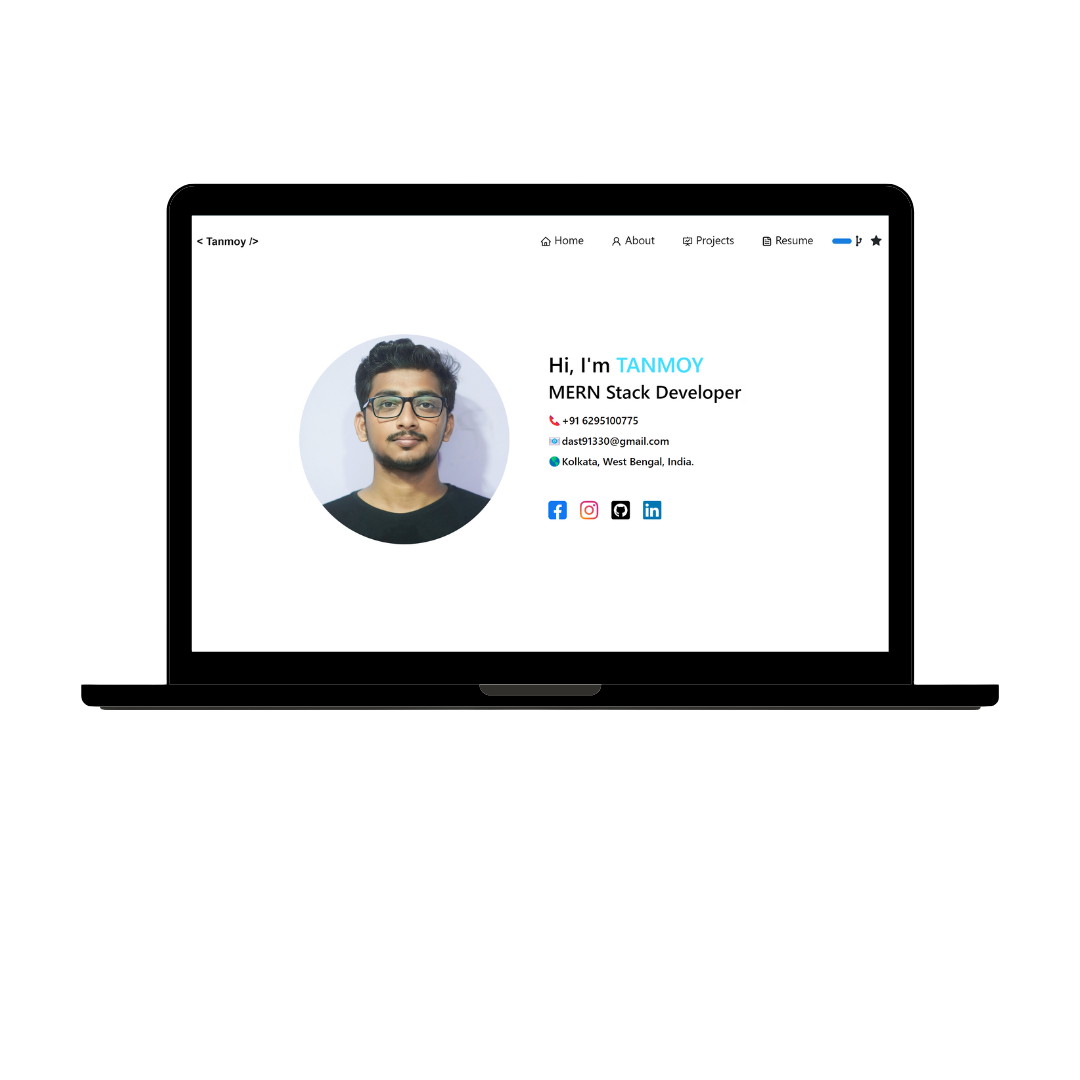 < Tanmoy />
Home About Projects Resume
Hi, I'm TANMOY
MERN Stack Developer
+91 6295100775
dast91330@gmail.com
Kolkata, West Bengal, India.